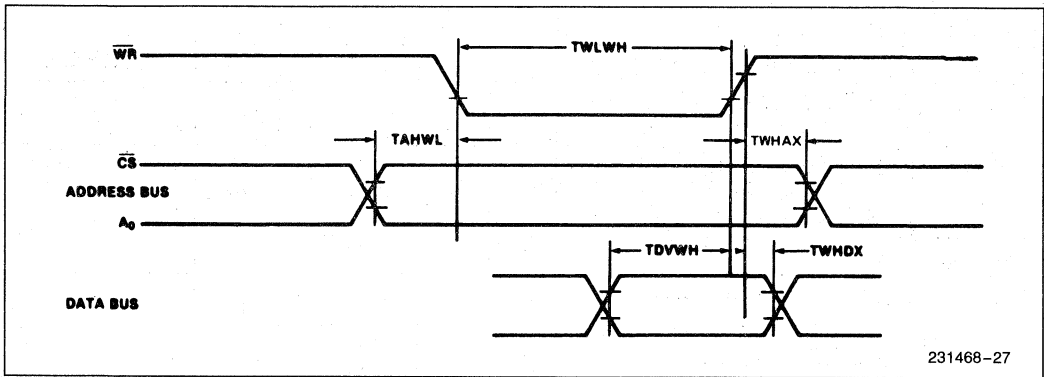 WR
TWLWH
TAHWL
TWHAX
CS
ADDRESS BUS
A0
TDVWH
TWHDX
DATA BUS
231468-27